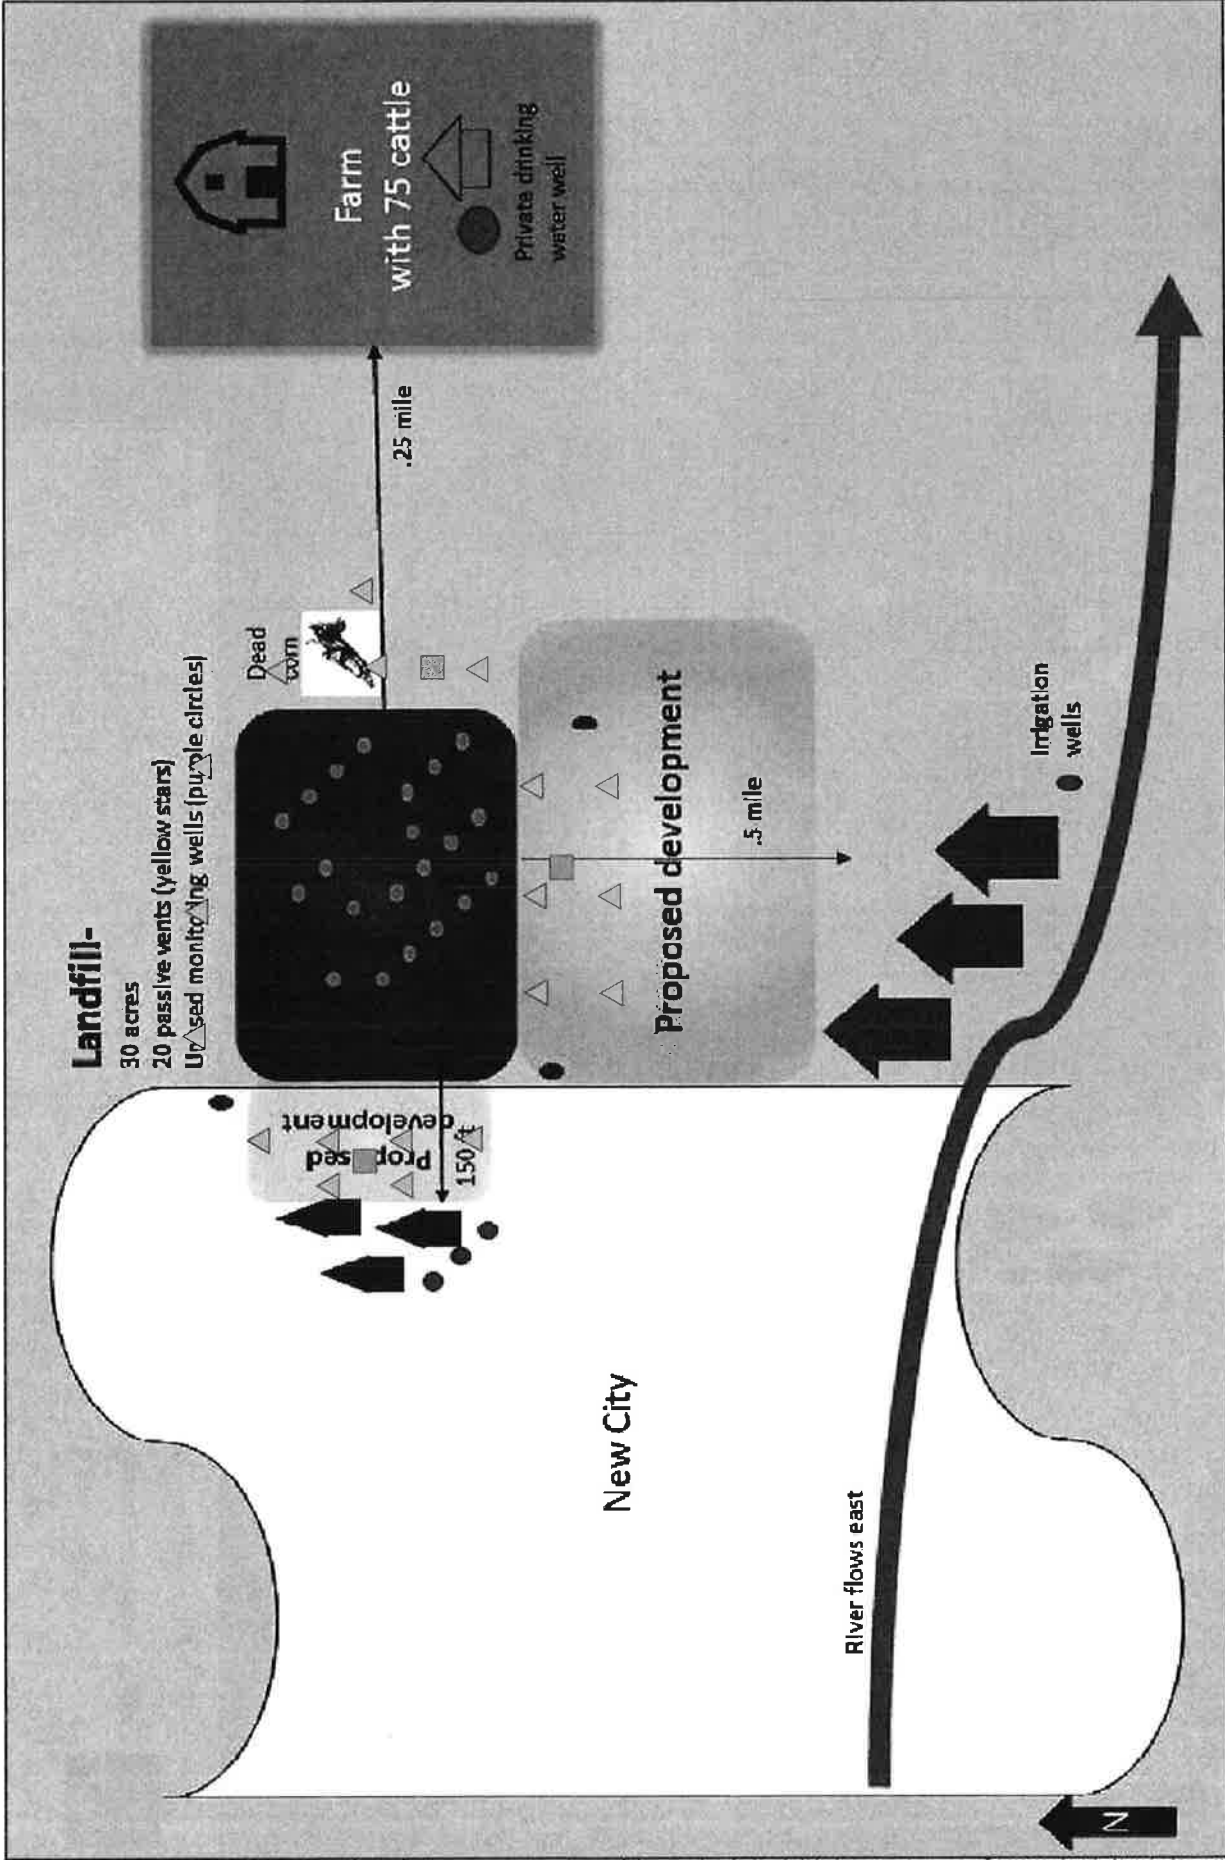 Landfill-
30 acres
20 passive vents (yellow stars)
Unused monitoring wells (purple circles)
Dead
corn
Farm
with 75 cattle
Private drinking
water well
.25 mile
Proposed
development
150 ft
Proposed development
.5 mile
Irrigation
wells
New City
River flows east
N